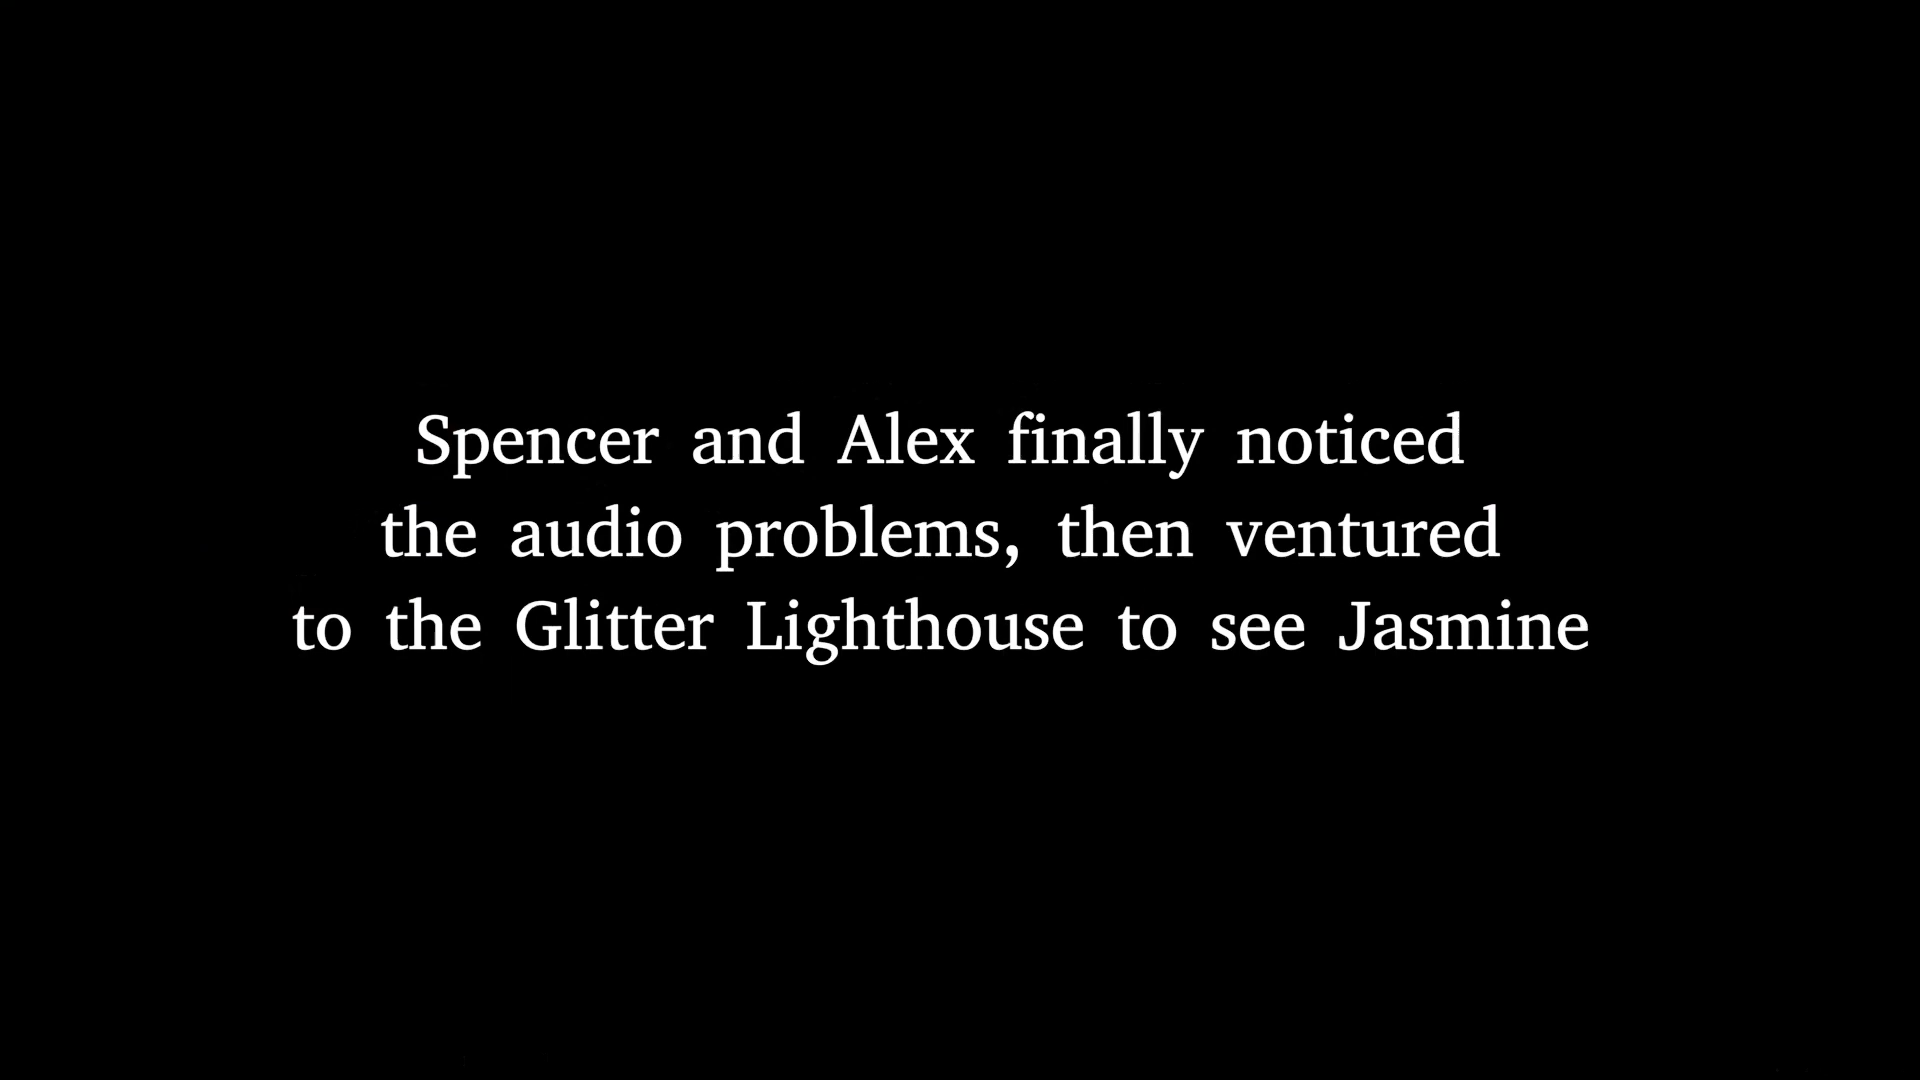 Spencer and Alex finally noticed
the audio problems, then ventured
to the Glitter Lighthouse to see Jasmine